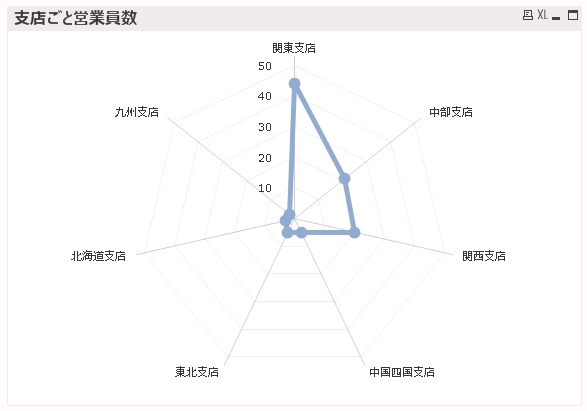 支店ごと営業員数
XL
関東支店
50
40
30
20
10
九州支店
中部支店
北海道支店
関西支店
東北支店
中国四国支店